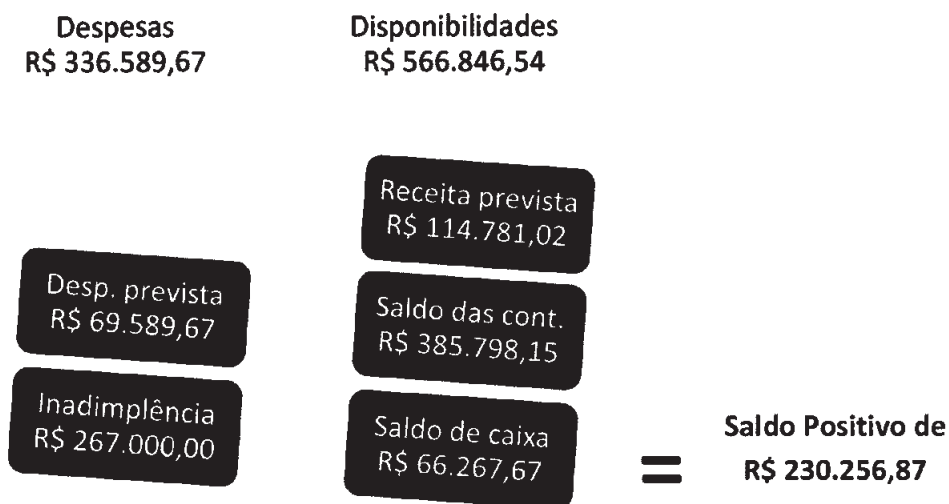 Despesas
R$ 336.589,67
Disponibilidades
R$ 566.846,54
Receita prevista
R$ 114.781,02
Desp. prevista
R$ 69.589,67
Saldo das cont.
R$ 385.798,15
Inadimplência
R$ 267.000,00
Saldo de caixa
R$ 66.267,67
=
Saldo Positivo de
R$ 230.256,87